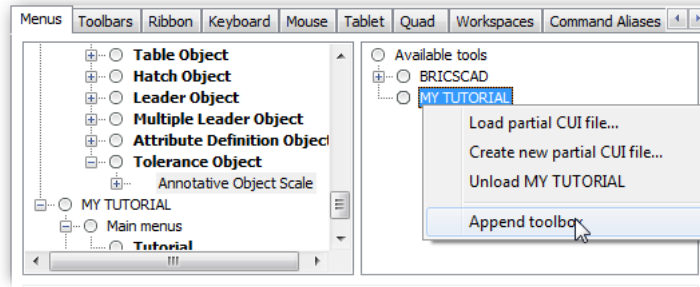 Menus Toolbars Ribbon Keyboard Mouse Tablet Quad Workspaces Command Aliases
Table Object
Hatch Object
Leader Object
Multiple Leader Object
Attribute Definition Object
Tolerance Object
Annotative Object Scale
MY TUTORIAL
Main menus
Tutorial
Available tools
BRICSCAD
MY TUTORIAL
Load partial CUI file...
Create new partial CUI file...
Unload MY TUTORIAL
Append toolbox